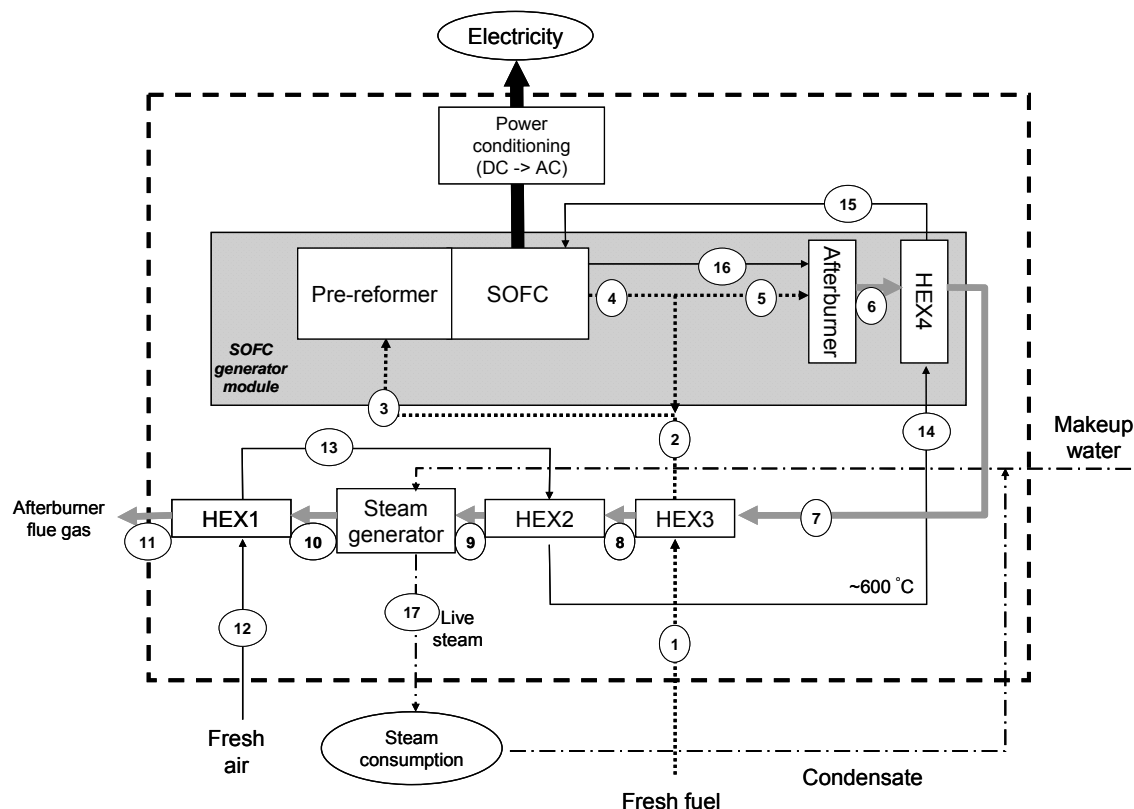 Electricity
Power
conditioning
(DC -> AC)
15
Pre-reformer
SOFC
16
4
5
Afterburner
6
HEX4
SOFC
generator
module
3
2
14
Makeup
water
13
Afterburner
flue gas
HEX1
Steam
generator
HEX2
HEX3
7
11
10
9
8
~600 °C
12
17
Live
steam
1
Fresh
air
Steam
consumption
Condensate
Fresh fuel